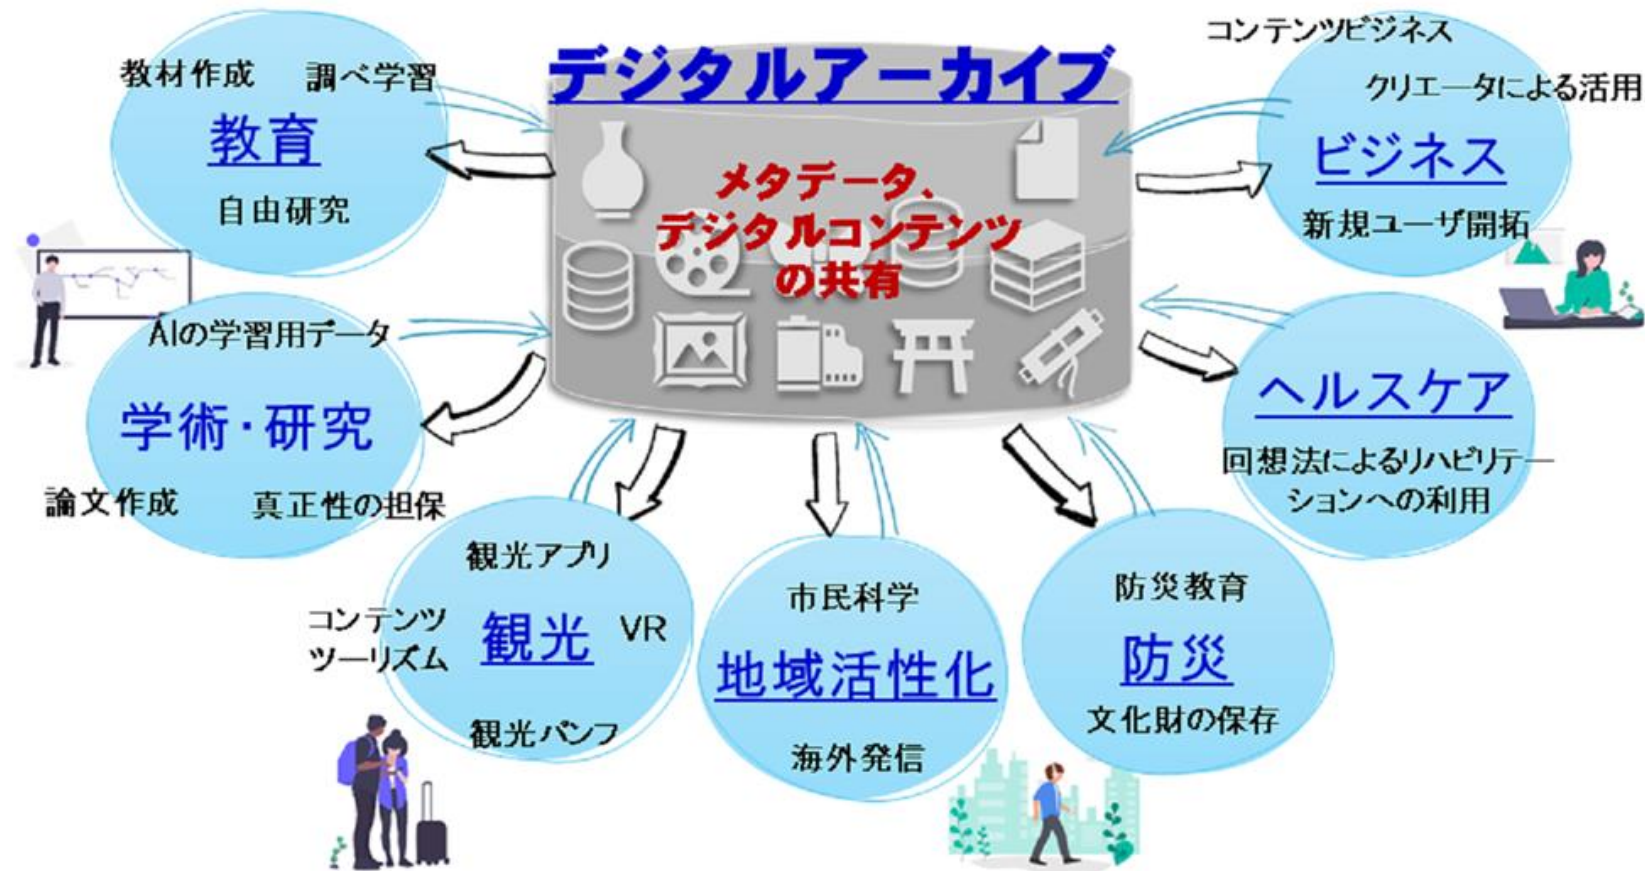 デジタルアーカイブ
メタデータ、
デジタルコンテンツ
の共有
教材作成
調べ学習
教育
自由研究
AIの学習用データ
学術・研究
論文作成
真正性の担保
観光アプリ
コンテンツ
ツーリズム
観光
VR
観光パンフ
市民科学
地域活性化
海外発信
防災教育
防災
文化財の保存
ヘルスケア
回想法によるリハビリテー
ションへの利用
コンテンツビジネス
クリエータによる活用
ビジネス
新規ユーザ開拓